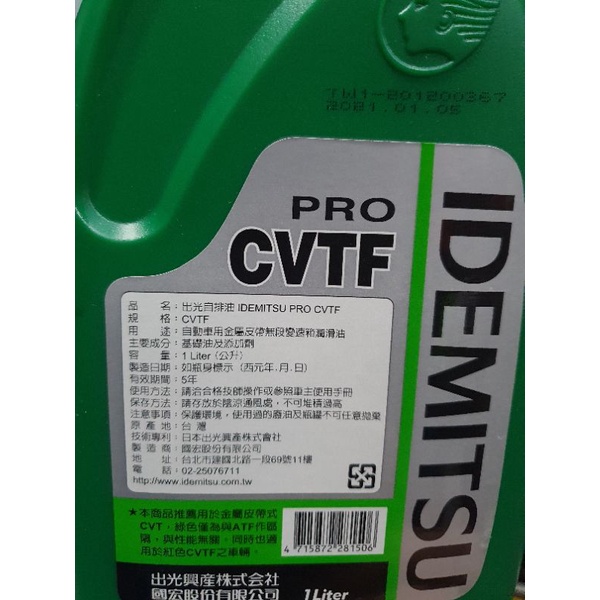 TW1-B01200367
2021.01.05
IDEMITSU
PRO
CVTF
品　　名：出光自排油 IDEMITSU PRO CVTF
規　　格：CVTF
用　　途：自動車用金屬皮帶無段變速箱潤滑油
主要成分：基礎油及添加劑
容　　量：1 Liter (公升)
製造日期：如瓶身標示（西元年.月.日）
有效期間：5年
使用方法：請洽合格技師操作或參照車主使用手冊
保存方法：請存放於陰涼通風處，不可堆積過高
注意事項：保護環境，使用過的廢油及瓶罐不可任意拋棄
原 產 地：台 灣
技術專利：日本出光興產株式會社
製 造 商：國宏股份有限公司
地　　址：台北市建國北路一段69號11樓
電　　話：02-25076711
http://www.idemitsu.com.tw
★本商品推薦用於金屬皮帶式
CVT，綠色僅為與ATF作區
隔，與性能無關，同時也適
用於紅色CVTF之車輛。
4 715872 281506
出光興產株式会社
國宏股份有限公司
1Liter